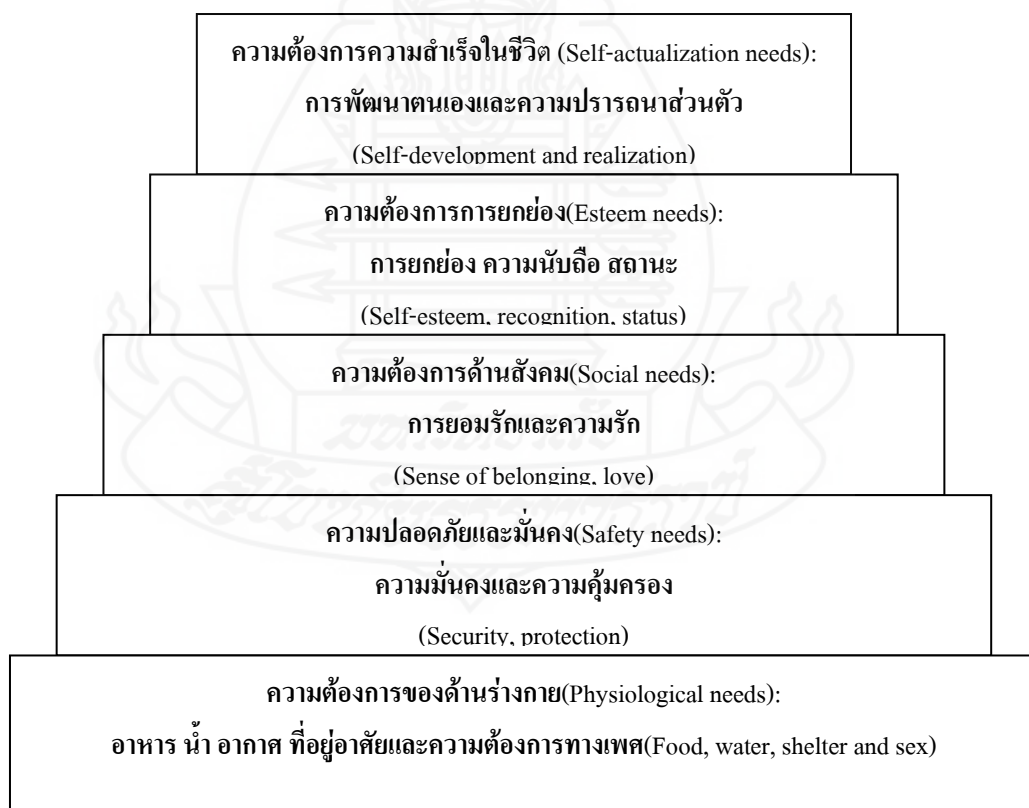 ความต้องการความสำเร็จในชีวิต (Self-actualization needs):
การพัฒนาตนเองและความปรารถนาส่วนตัว
(Self-development and realization)
ความต้องการการยกย่อง(Esteem needs):
การยกย่อง ความนับถือ สถานะ
(Self-esteem, recognition, status)
ความต้องการด้านสังคม(Social needs):
การยอมรักและความรัก
(Sense of belonging, love)
ความปลอดภัยและมั่นคง(Safety needs):
ความมั่นคงและความคุ้มครอง
(Security, protection)
ความต้องการของด้านร่างกาย(Physiological needs):
อาหาร น้ำ อากาศ ที่อยู่อาศัยและความต้องการทางเพศ(Food, water, shelter and sex)